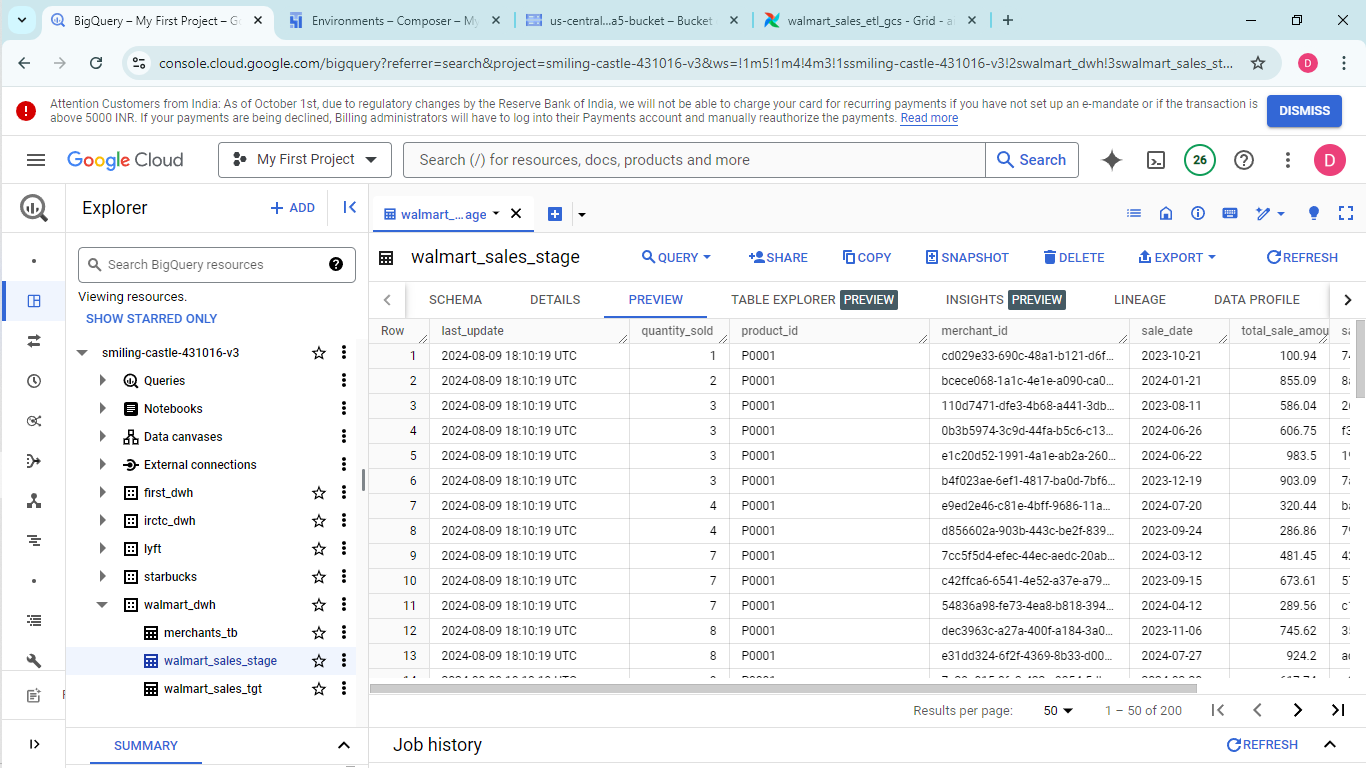 BigQuery – My First Project – G
Environments – Composer – My
us-central...a5-bucket – Bucket
walmart_sales_etl_gcs - Grid - a
console.cloud.google.com/bigquery?referrer=search&project=smiling-castle-431016-v3&ws=!1m5!1m4!4m3!1ssmiling-castle-431016-v3!2swalmart_dwh!3swalmart_sales_st...
D
Attention Customers from India: As of October 1st, due to regulatory changes by the Reserve Bank of India, we will not be able to charge your card for recurring payments if you have not set up an e-mandate or if the transaction is
above 5000 INR. If your payments are being declined, Billing administrators will have to log into their Payments account and manually reauthorize the payments. Read more
DISMISS
Google Cloud
My First Project
Search (/) for resources, docs, products and more
Search
26
D
Explorer
+ ADD
walmart_...age
walmart_sales_stage
QUERY
SHARE
COPY
SNAPSHOT
DELETE
EXPORT
REFRESH
Search BigQuery resources
Viewing resources.
SHOW STARRED ONLY
smiling-castle-431016-v3
Queries
Notebooks
Data canvases
External connections
first_dwh
irctc_dwh
lyft
starbucks
walmart_dwh
merchants_tb
walmart_sales_stage
walmart_sales_tgt
SUMMARY
SCHEMA DETAILS PREVIEW TABLE EXPLORER PREVIEW INSIGHTS PREVIEW LINEAGE DATA PROFILE
Row last_update quantity_sold product_id merchant_id sale_date total_sale_amou sa
1 2024-08-09 18:10:19 UTC 1 P0001 cd029e33-690c-48a1-b121-d6f... 2023-10-21 100.94 74
2 2024-08-09 18:10:19 UTC 2 P0001 bcece068-1a1c-4e1e-a090-ca0... 2024-01-21 855.09 8a
3 2024-08-09 18:10:19 UTC 3 P0001 110d7471-dfe3-4b68-a441-3db... 2023-08-11 586.04 20
4 2024-08-09 18:10:19 UTC 3 P0001 0b3b5974-3c9d-44fa-b5c6-c13... 2024-06-26 606.75 f3
5 2024-08-09 18:10:19 UTC 3 P0001 e1c20d52-1991-4a1e-ab2a-260... 2024-06-22 983.5 19
6 2024-08-09 18:10:19 UTC 3 P0001 b4f023ae-6ef1-4817-ba0d-7bf6... 2023-12-19 903.09 7a
7 2024-08-09 18:10:19 UTC 4 P0001 e9ed2e46-c81e-4bff-9686-11a... 2024-07-20 320.44 ba
8 2024-08-09 18:10:19 UTC 4 P0001 d856602a-903b-443c-be2f-839... 2023-09-24 286.86 79
9 2024-08-09 18:10:19 UTC 7 P0001 7cc5f5d4-efec-44ec-aedc-20ab... 2024-03-12 481.45 42
10 2024-08-09 18:10:19 UTC 7 P0001 c42ffca6-6541-4e52-a37e-a79... 2023-09-15 673.61 57
11 2024-08-09 18:10:19 UTC 7 P0001 54836a98-fe73-4ea8-b818-394... 2024-04-12 289.56 c1
12 2024-08-09 18:10:19 UTC 8 P0001 dec3963c-a27a-400f-a184-3a0... 2023-11-06 745.62 35
13 2024-08-09 18:10:19 UTC 8 P0001 e31dd324-6f2f-4369-8b33-d00... 2024-07-27 924.2 ad
Results per page: 50 1 – 50 of 200
Job history
REFRESH